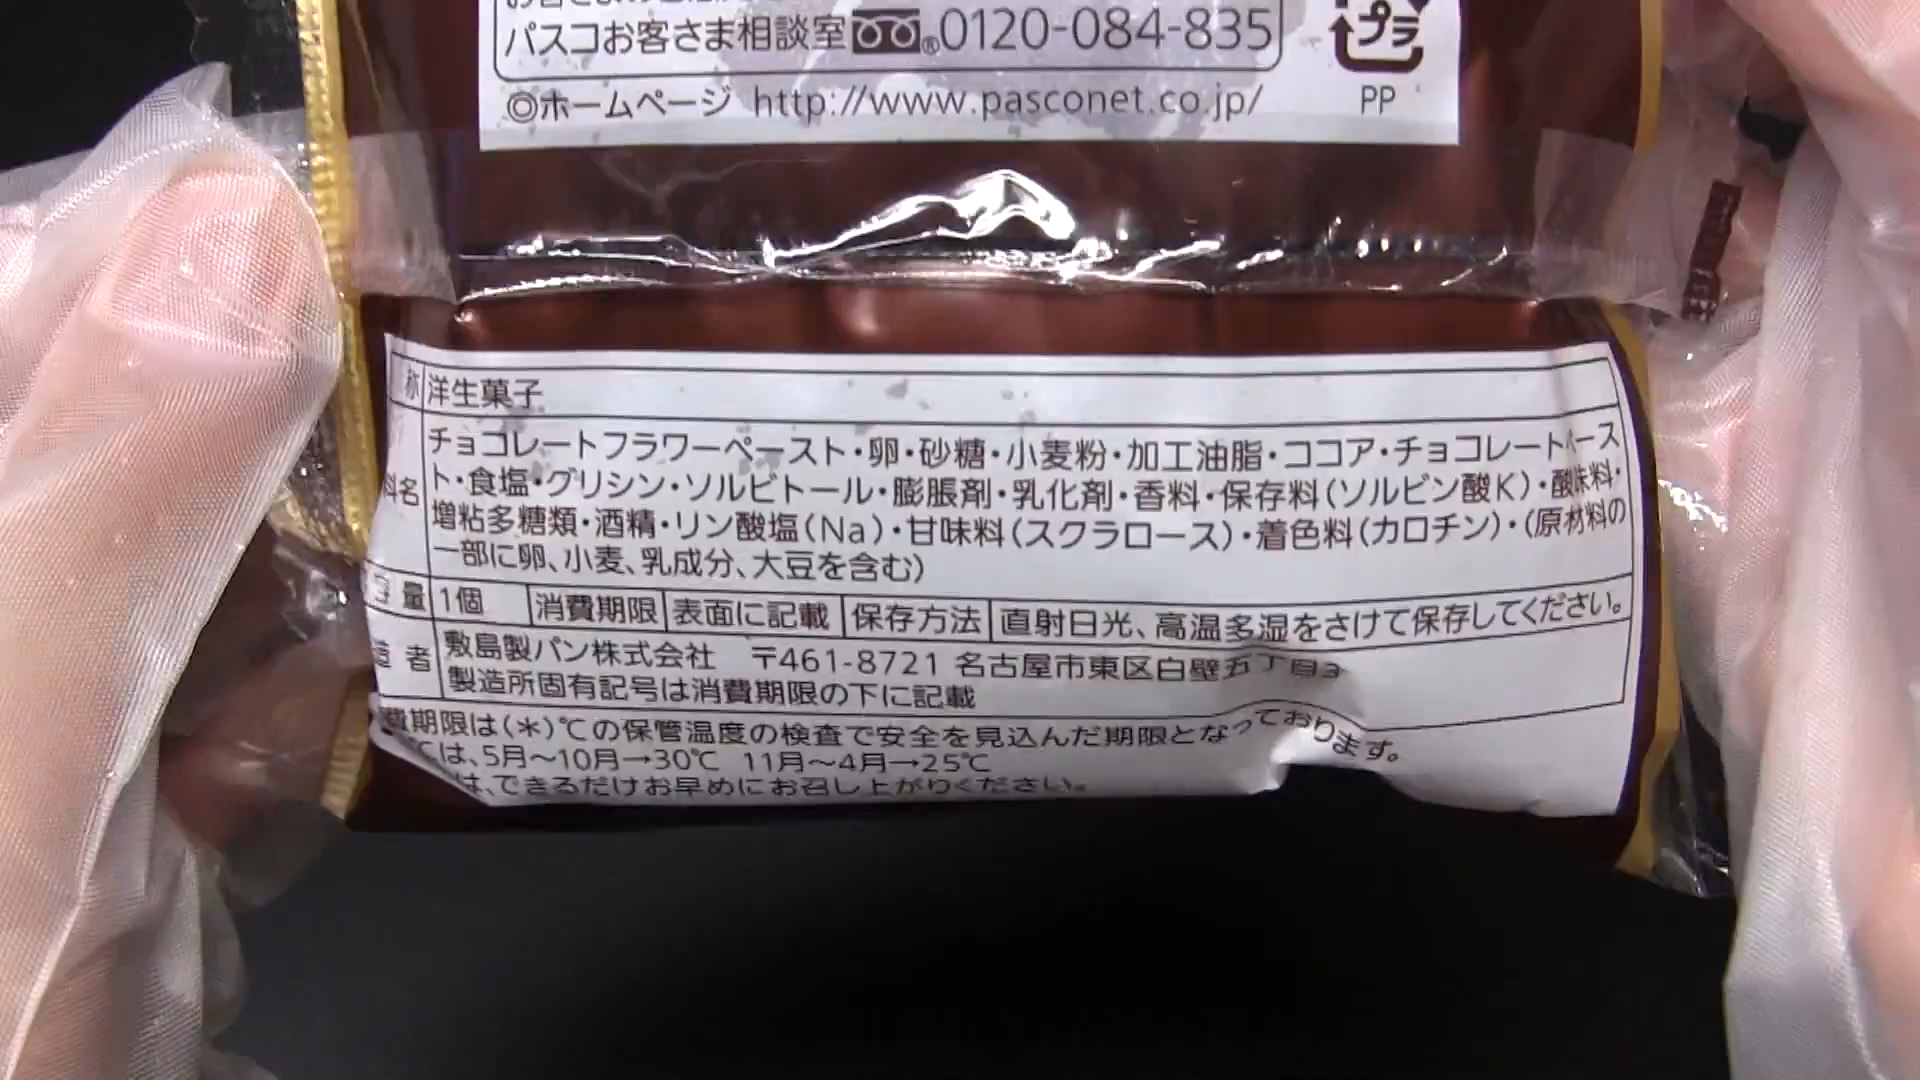 パスコお客さま相談室 ®0120-084-835
プラ
◎ホームページ http://www.pasconet.co.jp/
PP
称 洋生菓子
チョコレートフラワーペースト・卵・砂糖・小麦粉・加工油脂・ココア・チョコレートペース
料名 ト・食塩・グリシン・ソルビトール・膨脹剤・乳化剤・香料・保存料(ソルビン酸K)・酸味料・
増粘多糖類・酒精・リン酸塩(Na)・甘味料(スクラロース)・着色料(カロチン)・(原材料の
一部に卵、小麦、乳成分、大豆を含む)
容量 1個 消費期限 表面に記載 保存方法 直射日光、高温多湿をさけて保存してください。
造者 敷島製パン株式会社 〒461-8721 名古屋市東区白壁五丁目3
製造所固有記号は消費期限の下に記載
費期限は(*)℃の保管温度の検査で安全を見込んだ期限となっております。
℃は、5月〜10月→30℃ 11月〜4月→25℃
は、できるだけお早めにお召し上がりください。